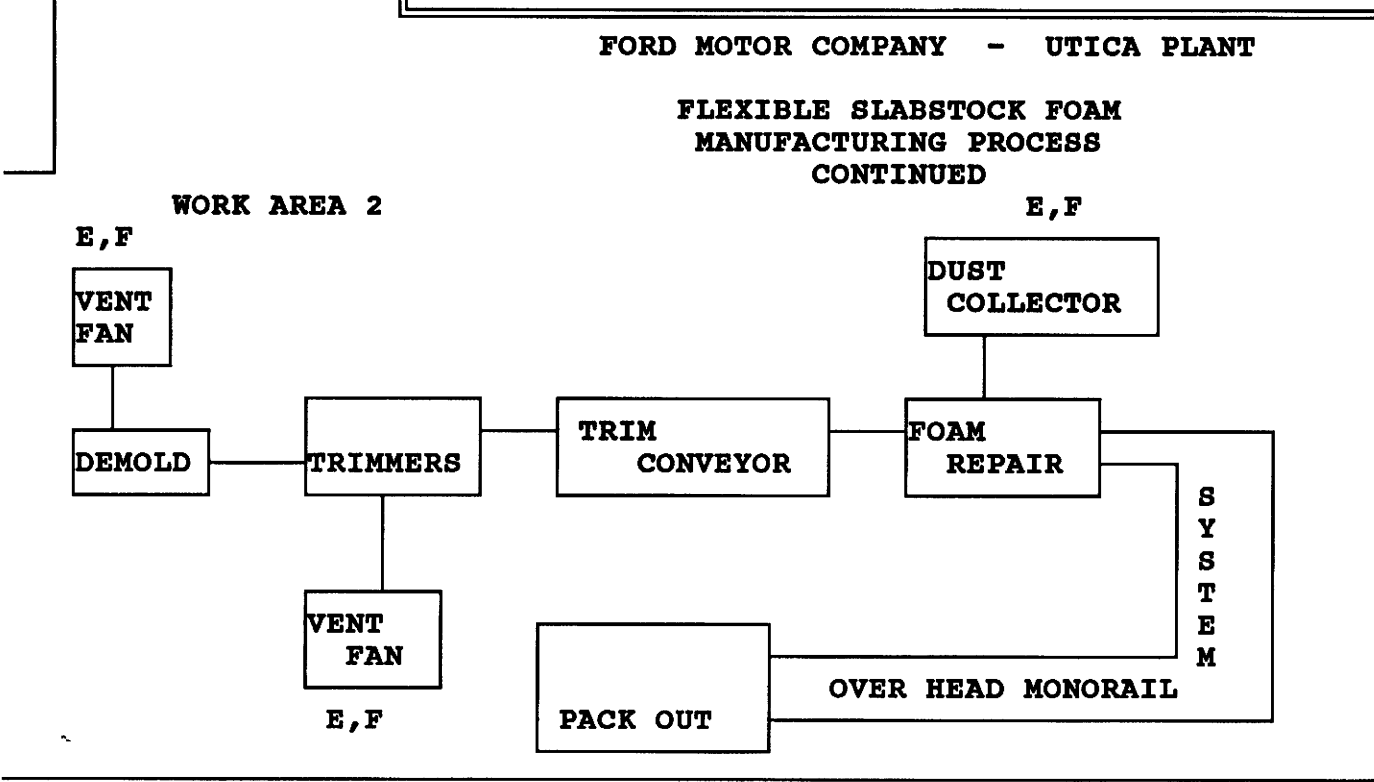 FORD MOTOR COMPANY - UTICA PLANT
FLEXIBLE SLABSTOCK FOAM
MANUFACTURING PROCESS
CONTINUED
WORK AREA 2
E,F
E,F
VENT
FAN
DUST
COLLECTOR
DEMOLD
TRIMMERS
TRIM
CONVEYOR
FOAM
REPAIR
VENT
FAN
E,F
PACK OUT
OVER HEAD MONORAIL
SYSTEM